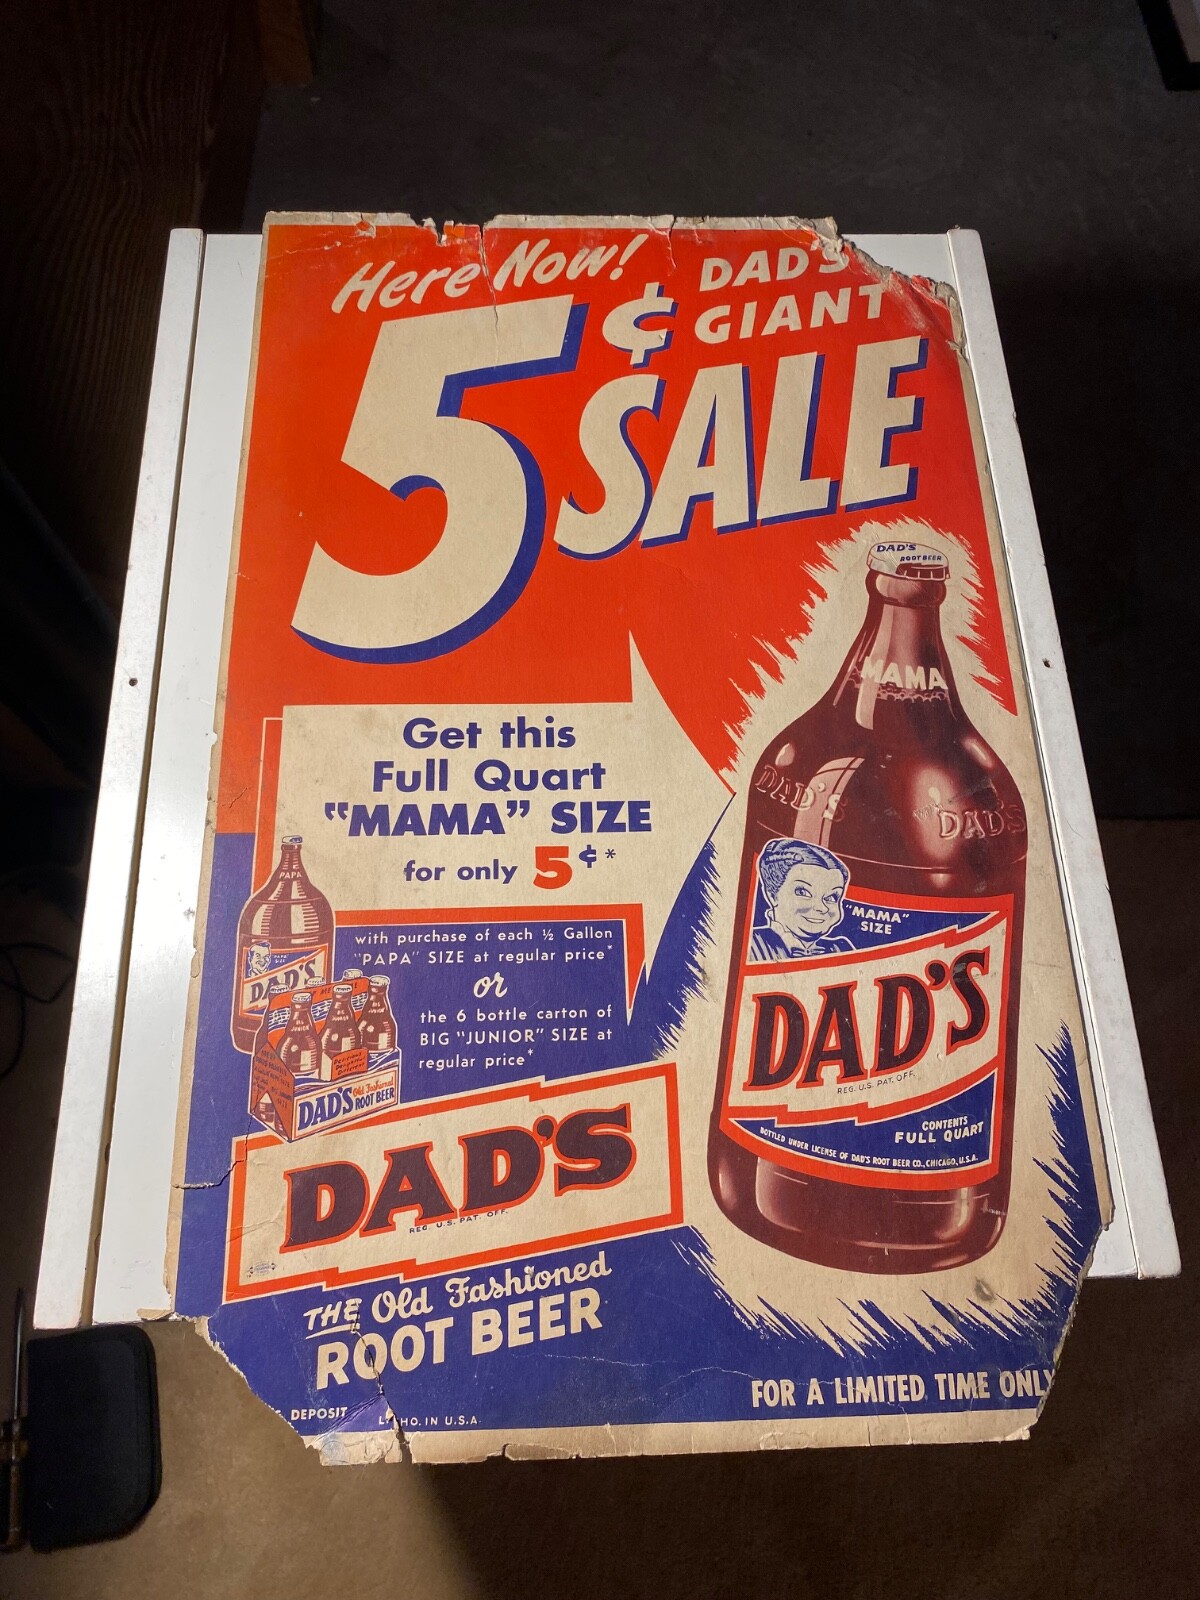 Here Now!
5¢
DAD'S
GIANT
SALE
DAD'S
ROOT BEER
MAMA
DAD'S
DAD'S
Get this
Full Quart
“MAMA” SIZE
for only 5¢*
PAPA
"PAPA"
SIZE
DAD'S
with purchase of each ½ Gallon
"PAPA" SIZE at regular price*
or
the 6 bottle carton of
BIG "JUNIOR" SIZE at
regular price*
DAD'S Old Fashioned
ROOT BEER
"MAMA"
SIZE
DAD'S
REG. U.S. PAT. OFF.
CONTENTS
FULL QUART
BOTTLED UNDER LICENSE OF DAD'S ROOT BEER CO., CHICAGO, U.S.A.
DAD'S
REG. U.S. PAT. OFF.
THE Old Fashioned
ROOT BEER
FOR A LIMITED TIME ONLY
DEPOSIT
LITHO. IN U.S.A.